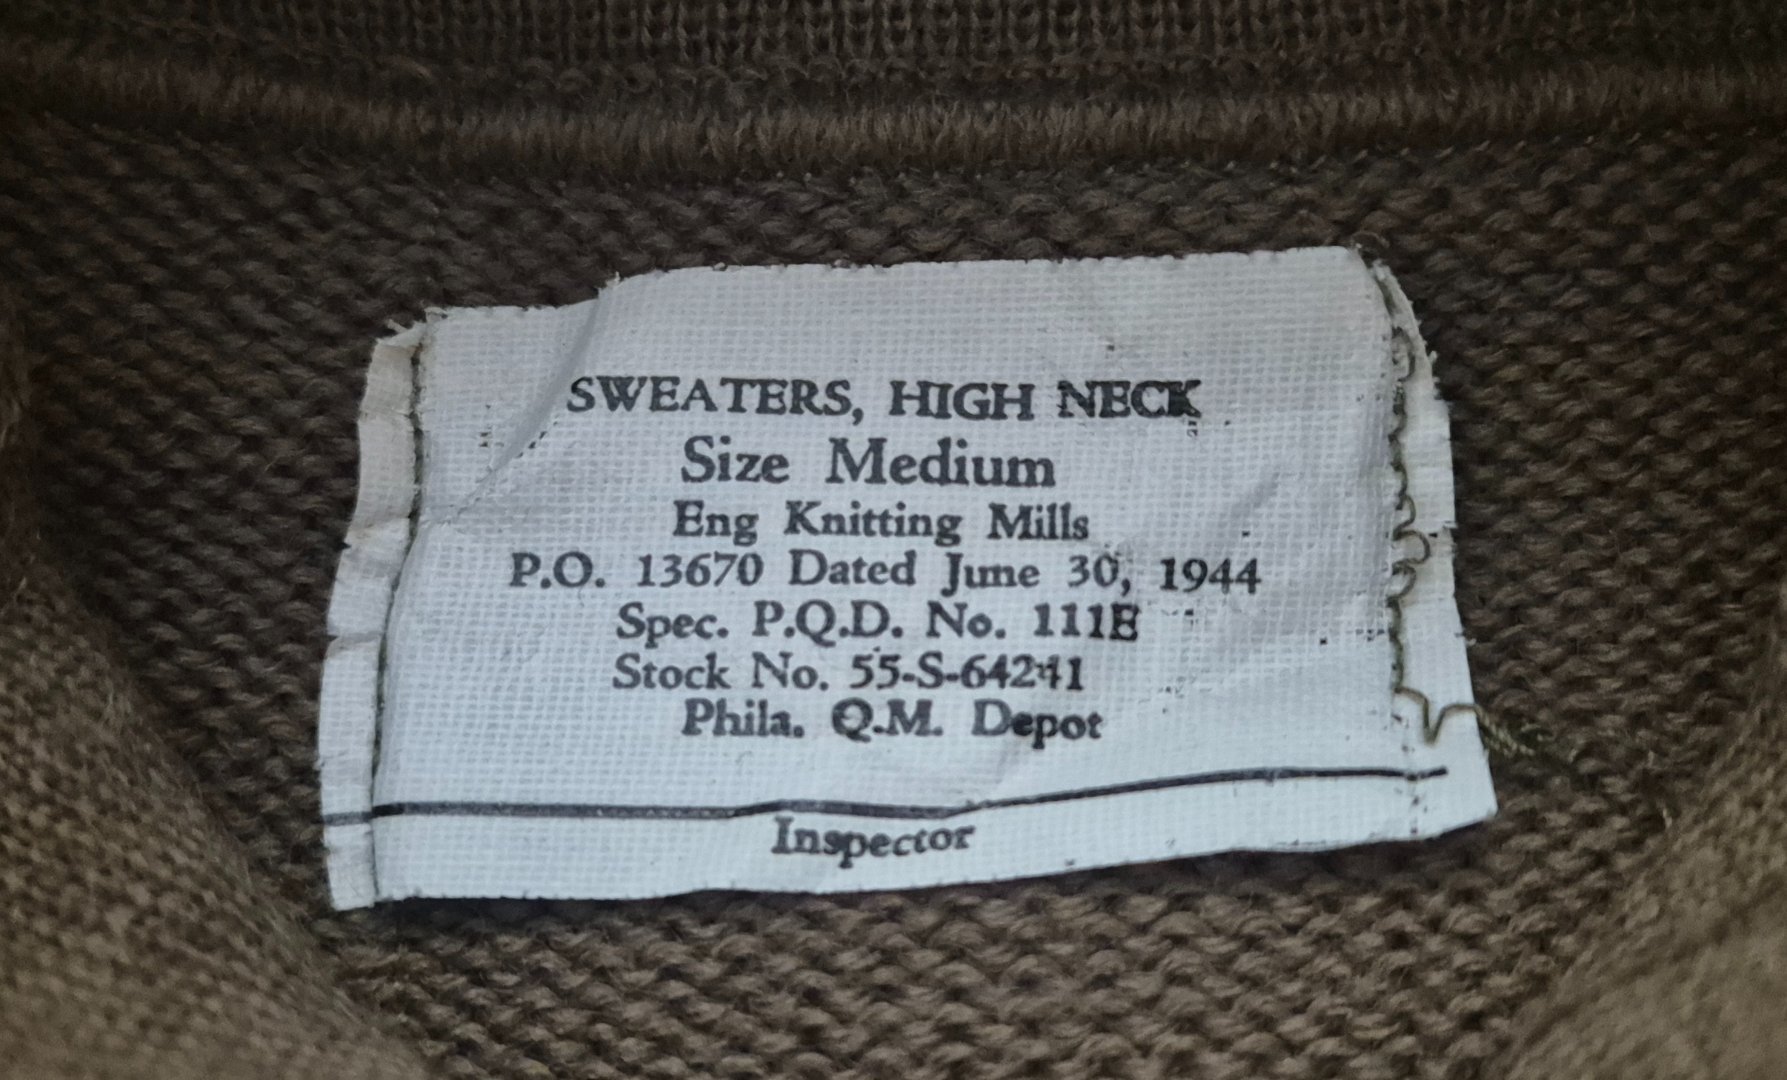 SWEATERS, HIGH NECK
Size Medium
Eng Knitting Mills
P.O. 13670 Dated June 30, 1944
Spec. P.Q.D. No. 111E
Stock No. 55-S-64241
Phila. Q.M. Depot
Inspector